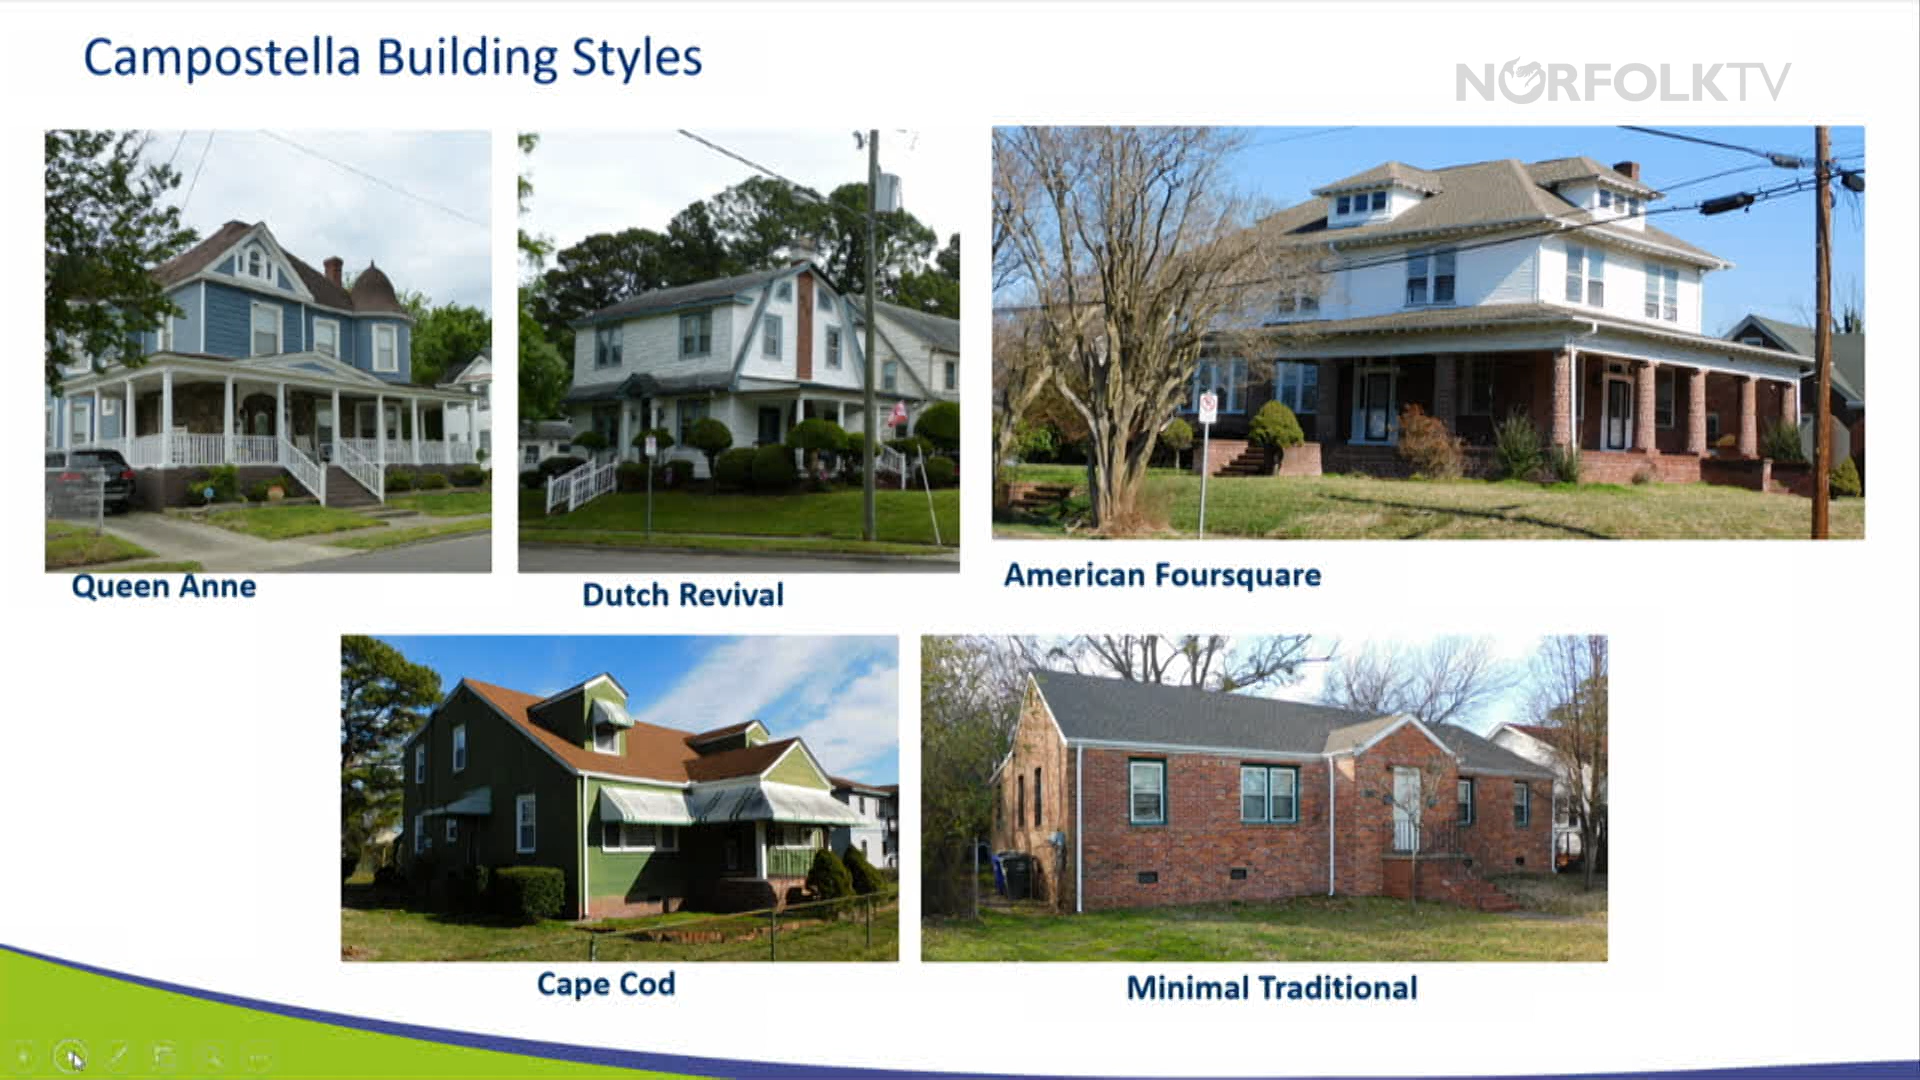 Campostella Building Styles
NORFOLKTV
Queen Anne
Dutch Revival
American Foursquare
Cape Cod
Minimal Traditional